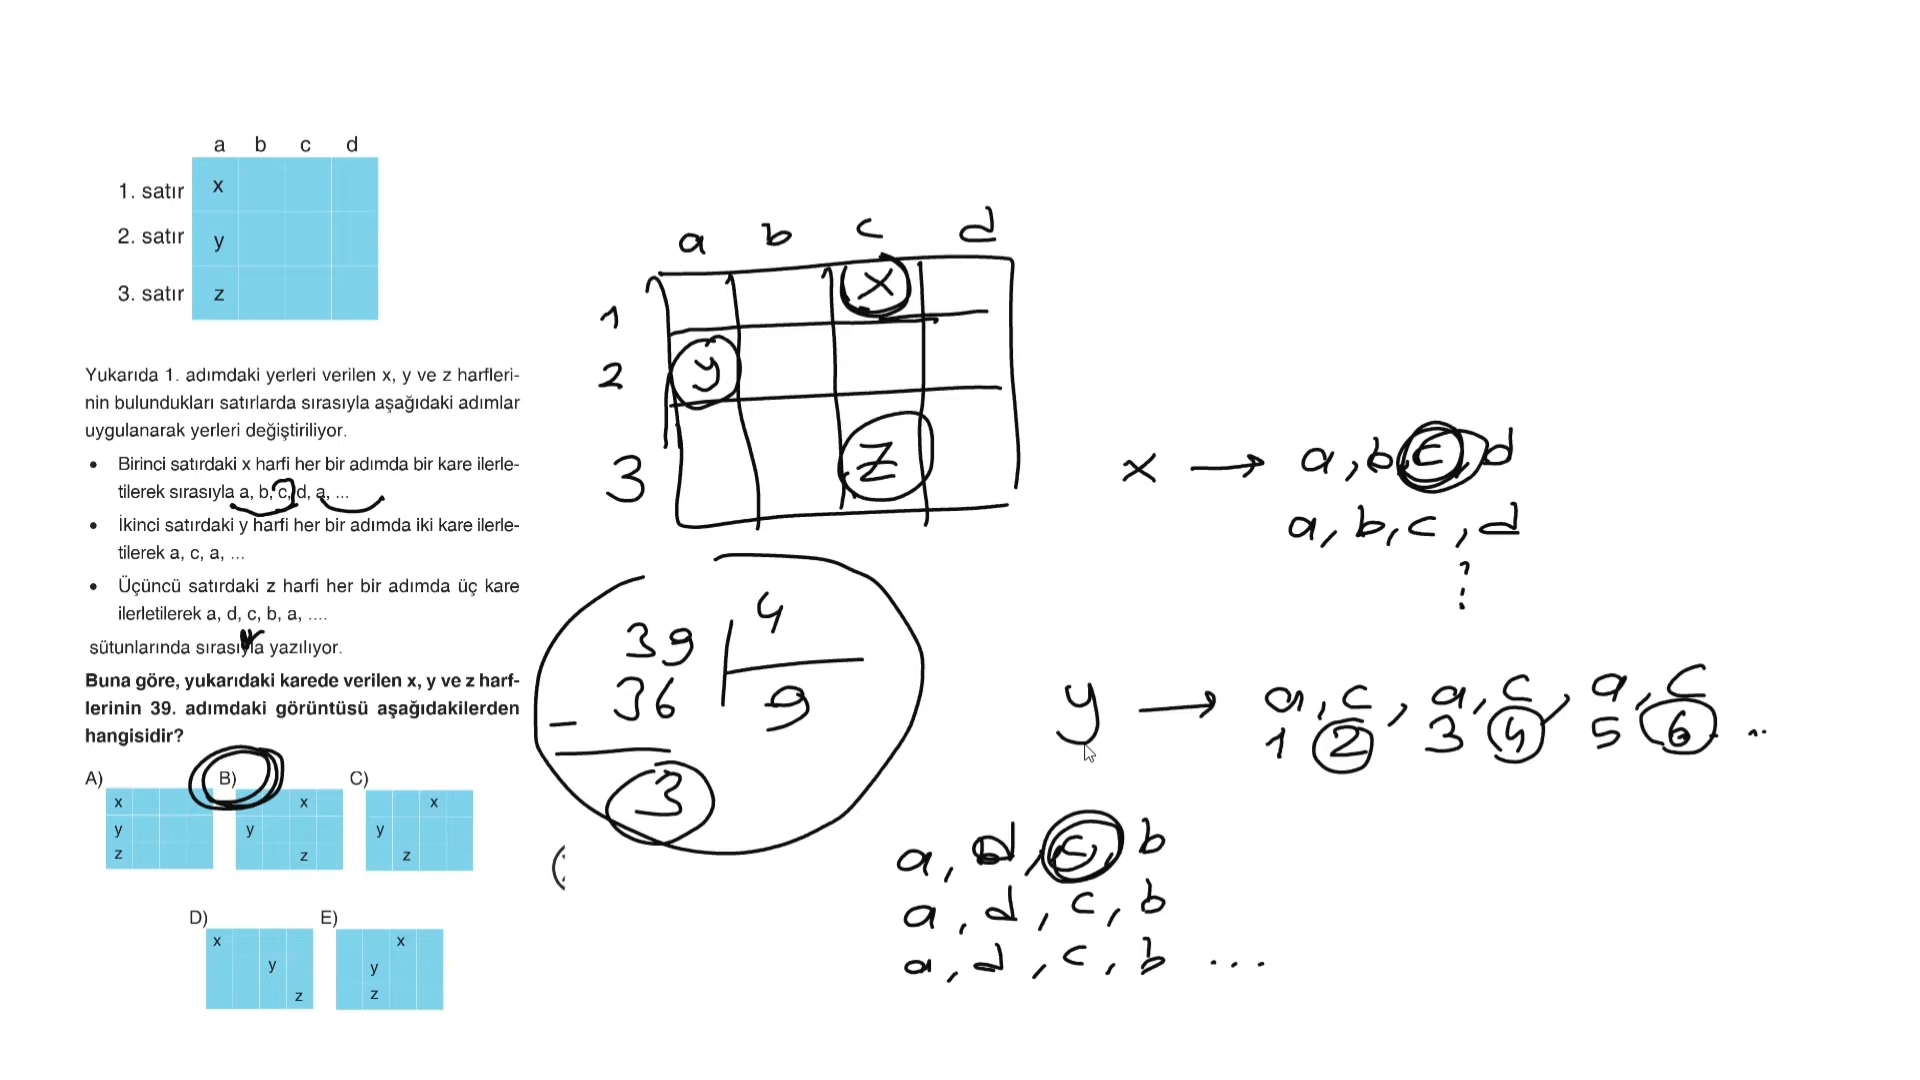 a b c d
1. satır x
2. satır y
3. satır z
Yukarıda 1. adımdaki yerleri verilen x, y ve z harfleri-
nin bulundukları satırlarda sırasıyla aşağıdaki adımlar
uygulanarak yerleri değiştiriliyor.
• Birinci satırdaki x harfi her bir adımda bir kare ilerle-
tilerek sırasıyla a, b, c, d, a, ...
• İkinci satırdaki y harfi her bir adımda iki kare ilerle-
tilerek a, c, a, ...
• Üçüncü satırdaki z harfi her bir adımda üç kare
ilerletilerek a, d, c, b, a, ....
sütunlarında sırasıyla yazılıyor.
Buna göre, yukarıdaki karede verilen x, y ve z harf-
lerinin 39. adımdaki görüntüsü aşağıdakilerden
hangisidir?
A) B) C)
x x x
y y y
z z z
D) E)
x x
y y
z z
a b c d
1 x
2 y
3 z
39 4
- 36 9
3
x → a, b, c, d
a, b, c, d
y → a, c, a, c, a, c
1 2 3 4 5 6 ...
a, d, c, b
a, d, c, b
a, d, c, b ...